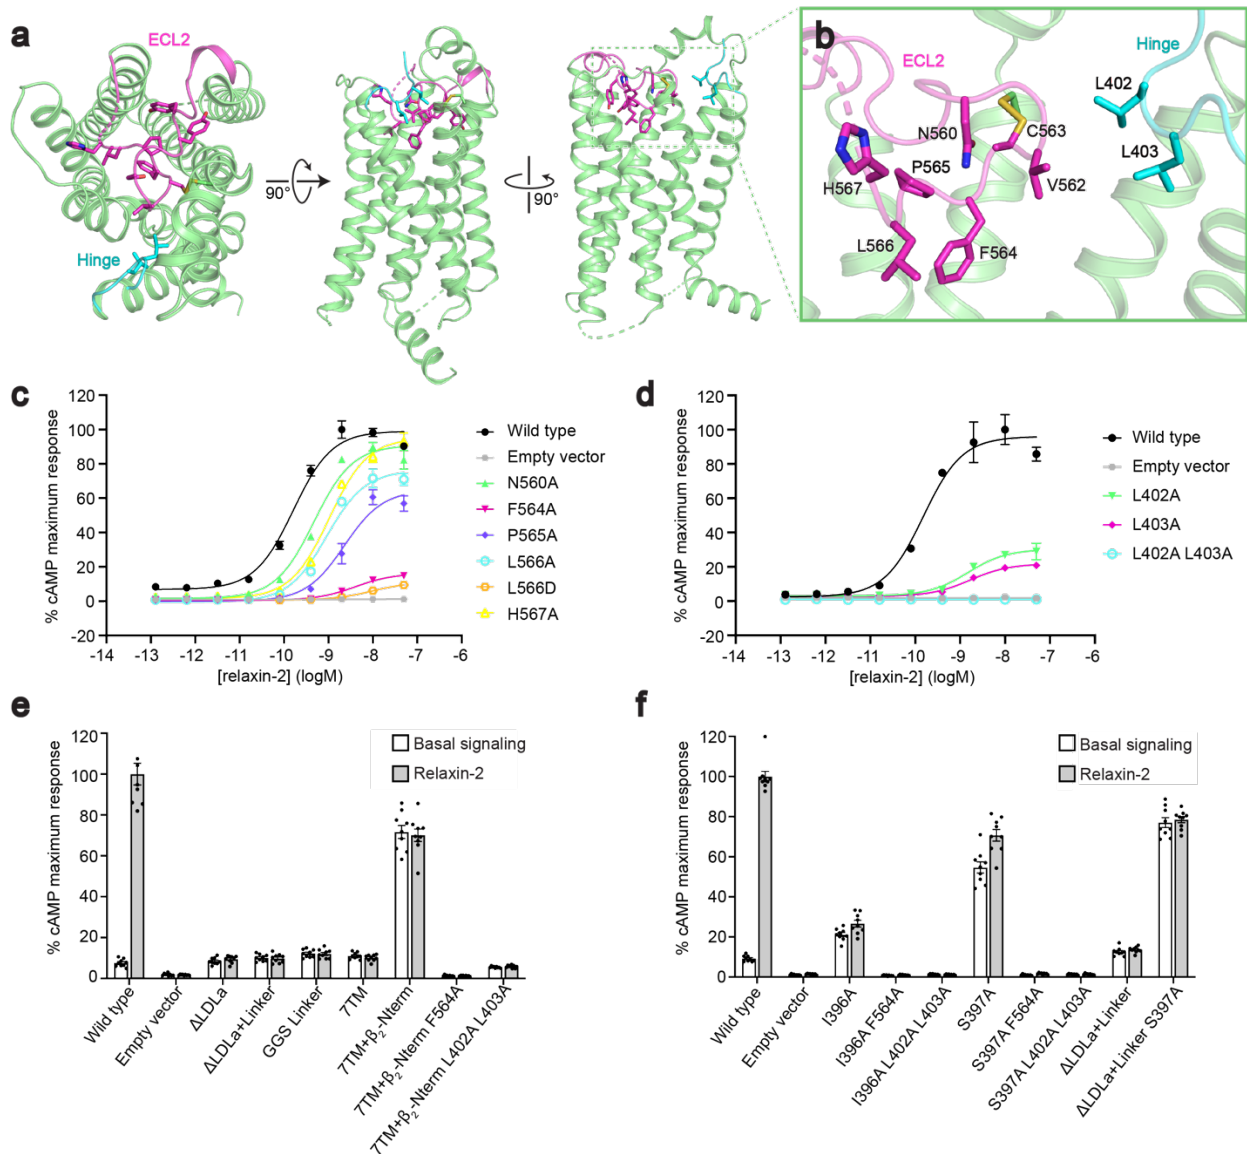 a
ECL2
Hinge
90°
90°
b
ECL2
Hinge
L402
N560
C563
L403
P565
H567
V562
L566
F564
c
% cAMP maximum response
120
100
80
60
40
20
0
-20
-14 -13 -12 -11 -10 -9 -8 -7 -6
[relaxin-2] (logM)
Wild type
Empty vector
N560A
F564A
P565A
L566A
L566D
H567A
d
% cAMP maximum response
120
100
80
60
40
20
0
-20
-14 -13 -12 -11 -10 -9 -8 -7 -6
[relaxin-2] (logM)
Wild type
Empty vector
L402A
L403A
L402A L403A
e
% cAMP maximum response
120
100
80
60
40
20
0
Basal signaling
Relaxin-2
Wild type
Empty vector
ΔLDLa
ΔLDLa+Linker
GGS Linker
7TM
7TM+β₂-Nterm
7TM+β₂-Nterm F564A
7TM+β₂-Nterm L402A L403A
f
% cAMP maximum response
120
100
80
60
40
20
0
Basal signaling
Relaxin-2
Wild type
Empty vector
I396A
I396A F564A
I396A L402A L403A
S397A
S397A F564A
S397A L402A L403A
ΔLDLa+Linker
ΔLDLa+Linker S397A